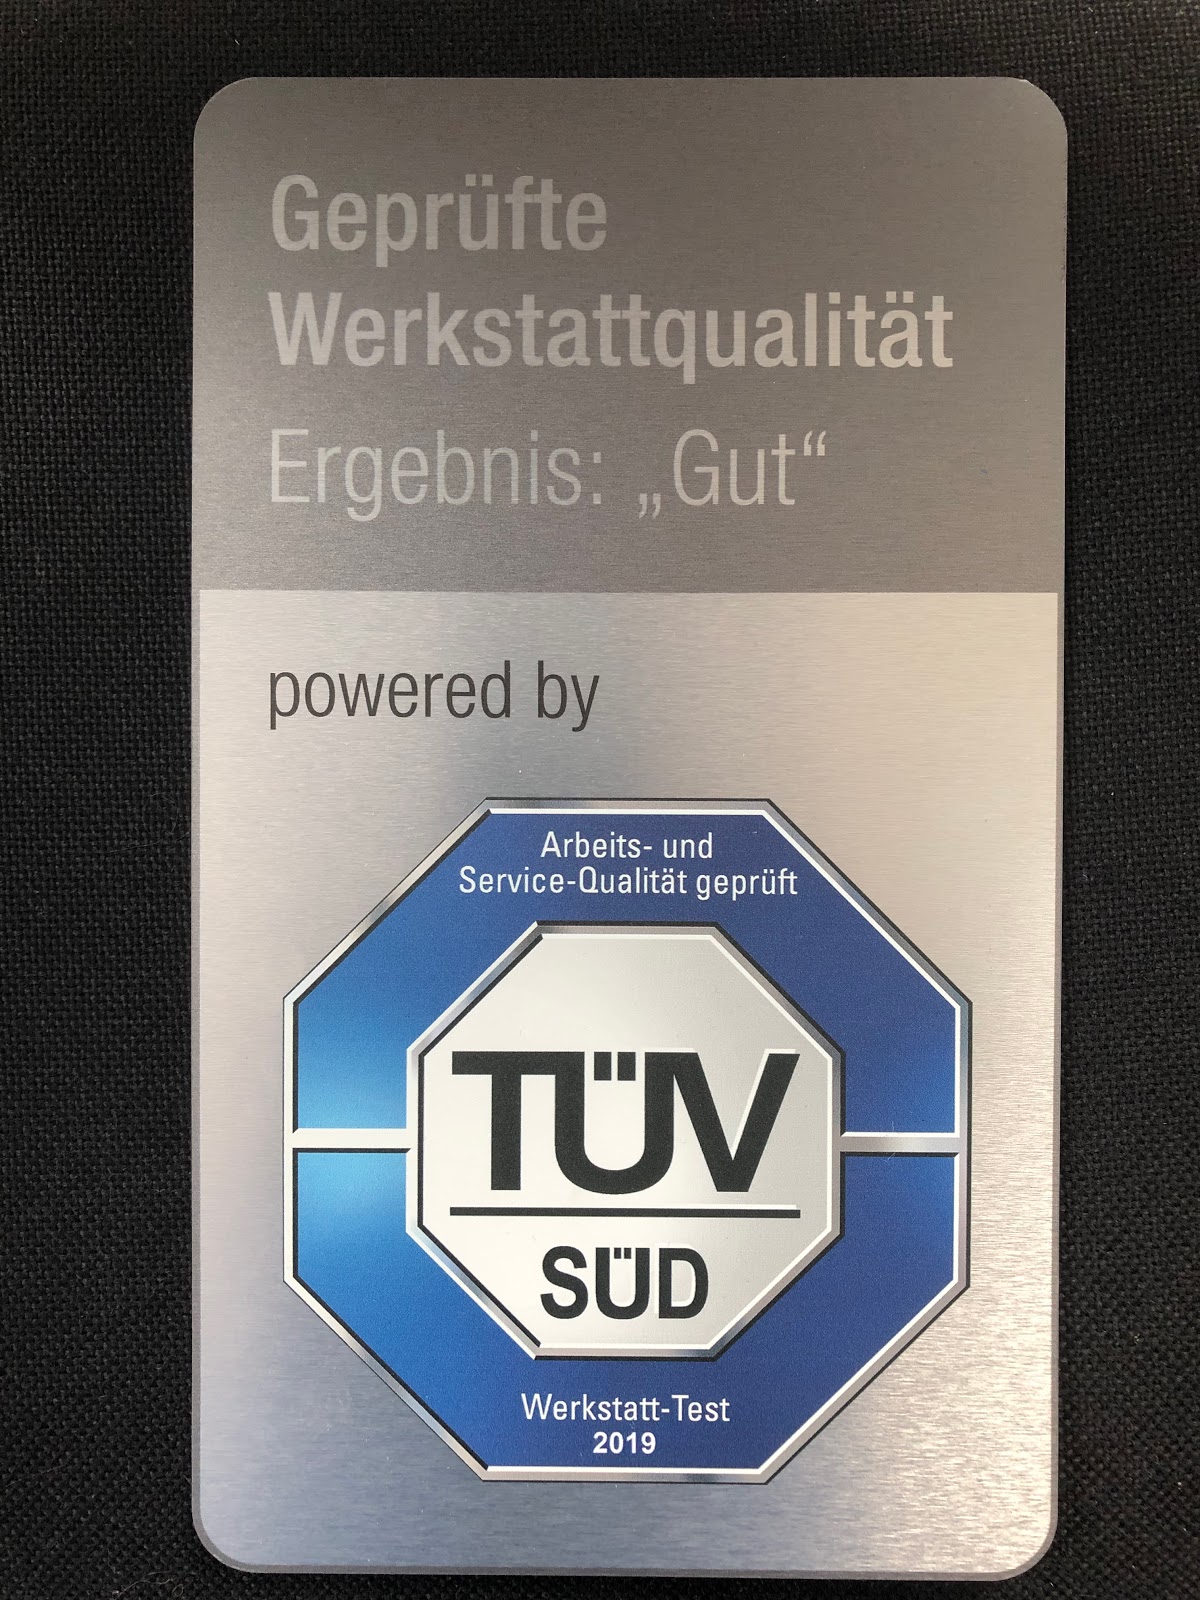 Geprüfte
Werkstattqualität
Ergebnis: „Gut“
powered by
Arbeits- und
Service-Qualität geprüft
TÜV
SÜD
Werkstatt-Test
2019